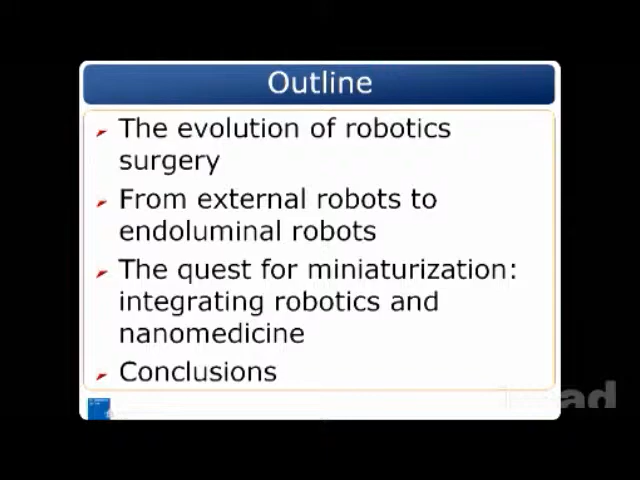 Outline
The evolution of robotics
surgery
From external robots to
endoluminal robots
The quest for miniaturization:
integrating robotics and
nanomedicine
Conclusions